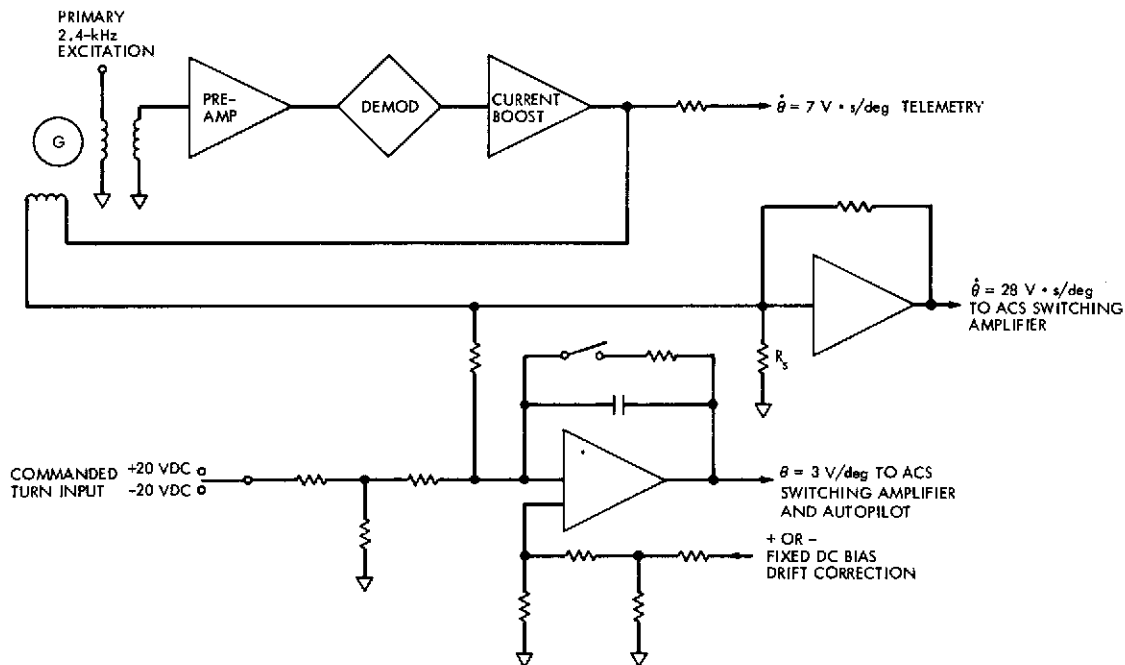 PRIMARY
2.4-kHz
EXCITATION
G
PRE-
AMP
DEMOD
CURRENT
BOOST
θ̇ = 7 V • s/deg TELEMETRY
θ̇ = 28 V • s/deg
TO ACS SWITCHING
AMPLIFIER
Rs
COMMANDED
TURN INPUT
+20 VDC
-20 VDC
θ = 3 V/deg TO ACS
SWITCHING AMPLIFIER
AND AUTOPILOT
+ OR -
FIXED DC BIAS
DRIFT CORRECTION